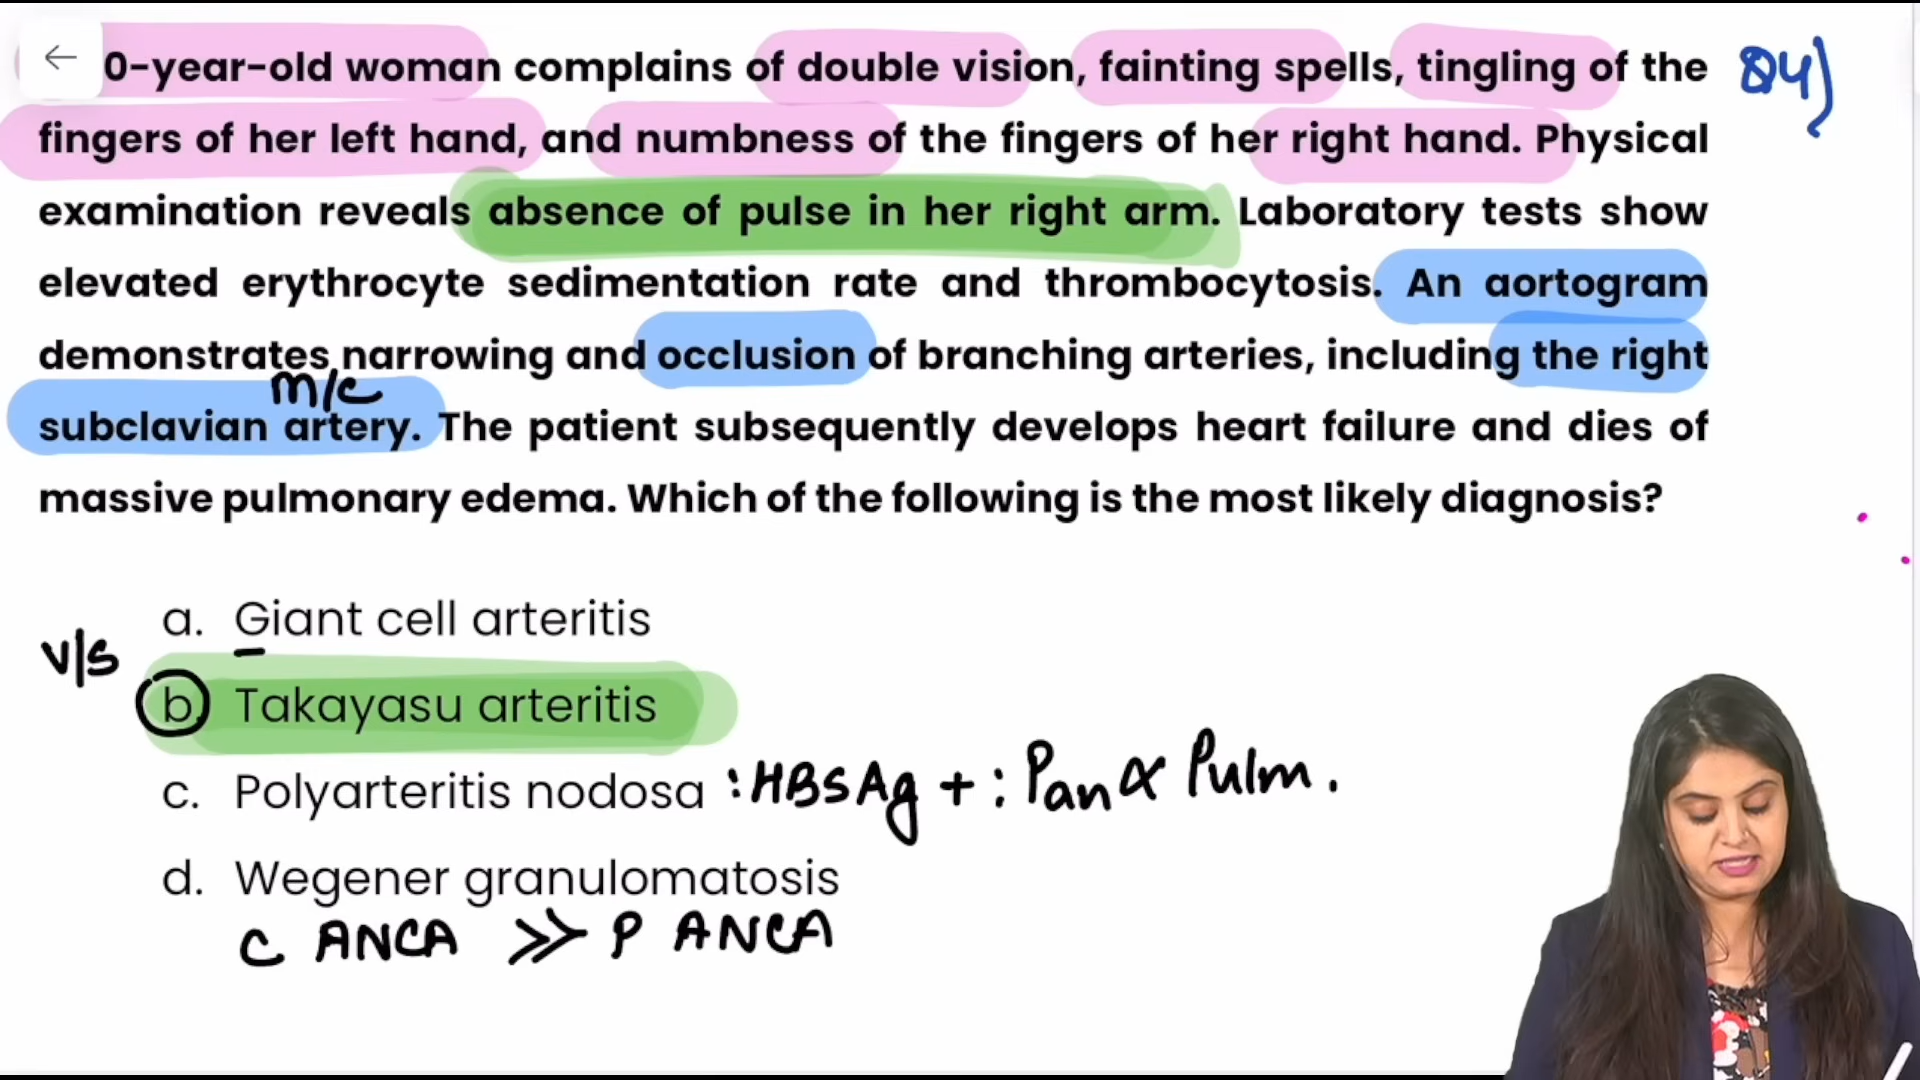 0-year-old woman complains of double vision, fainting spells, tingling of the
fingers of her left hand, and numbness of the fingers of her right hand. Physical
examination reveals absence of pulse in her right arm. Laboratory tests show
elevated erythrocyte sedimentation rate and thrombocytosis. An aortogram
demonstrates narrowing and occlusion of branching arteries, including the right
m/c
subclavian artery. The patient subsequently develops heart failure and dies of
massive pulmonary edema. Which of the following is the most likely diagnosis?
Q4)
a. Giant cell arteritis
V/S
b. Takayasu arteritis
c. Polyarteritis nodosa :HBSAg + : Pan α Pulm.
d. Wegener granulomatosis
C ANCA >> P ANCA